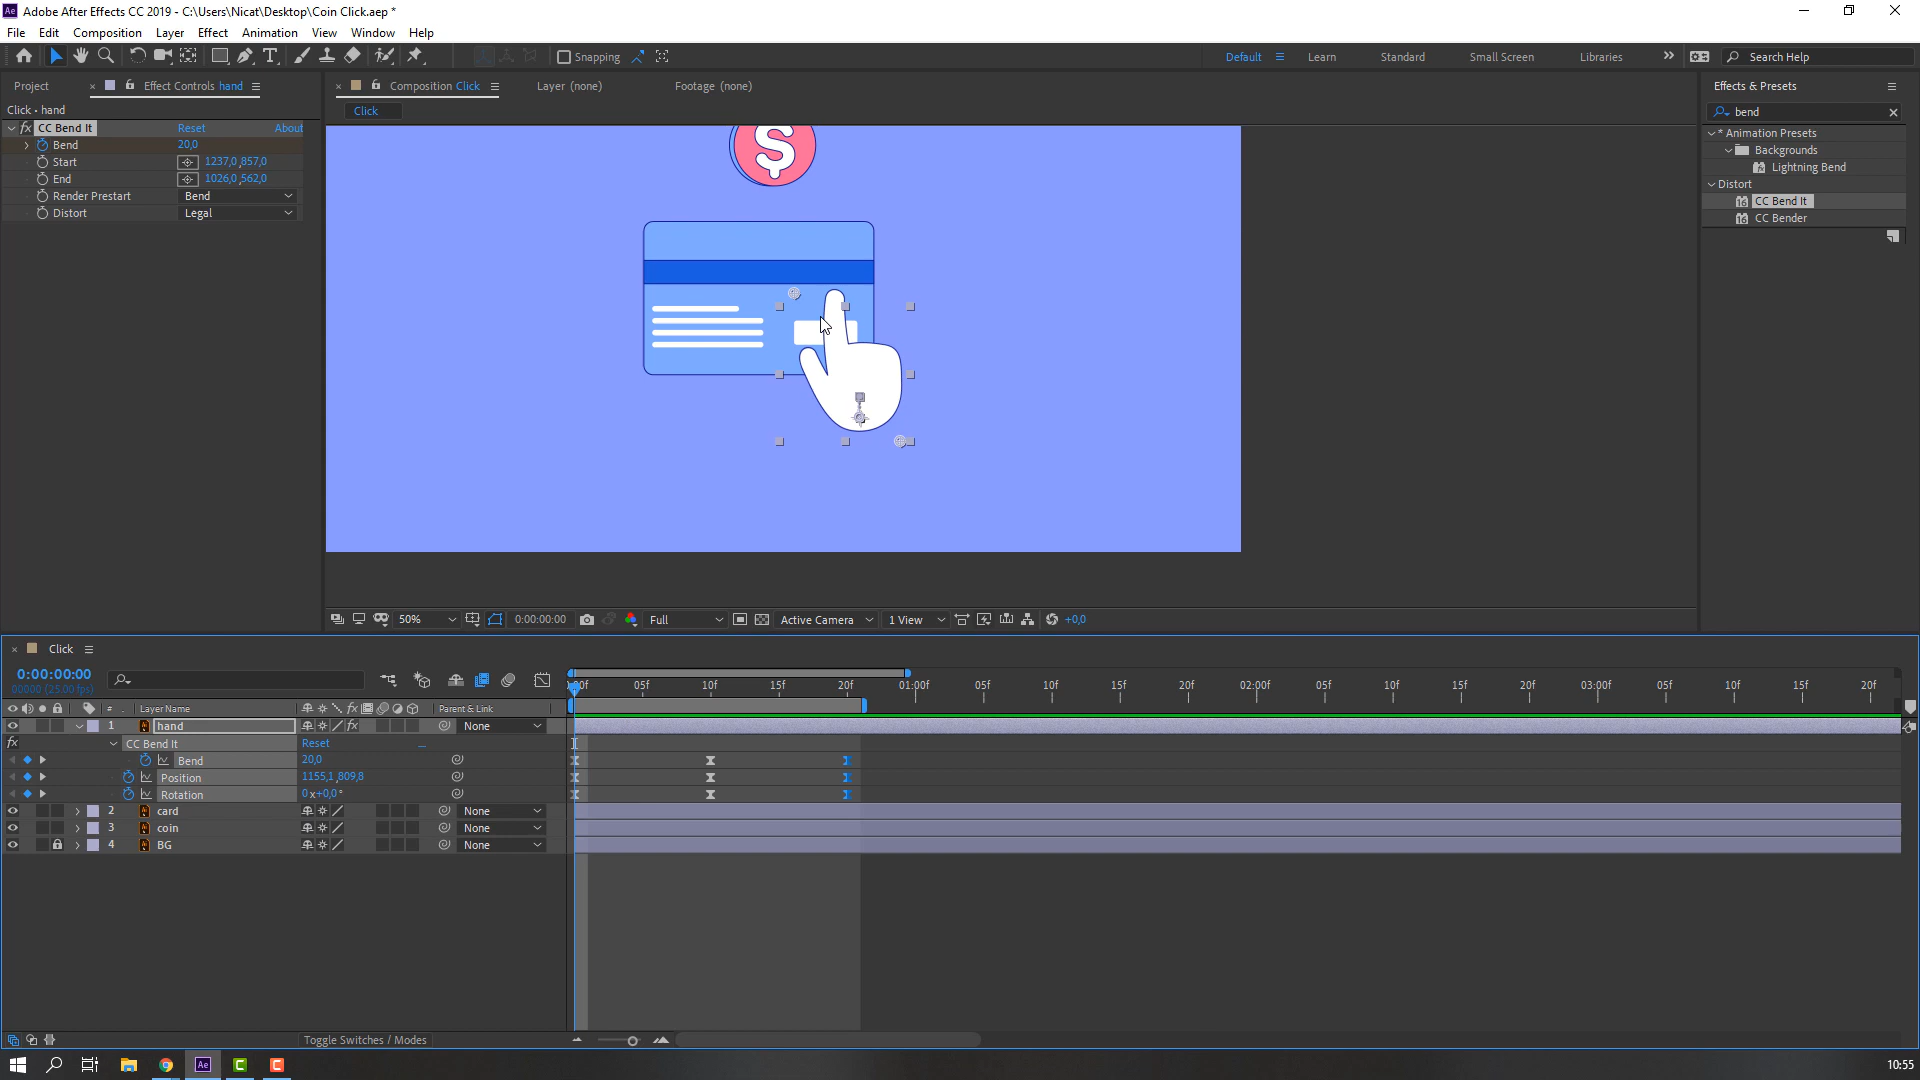 Adobe After Effects CC 2019 - C:\Users\Nicat\Desktop\Coin Click.aep *
File Edit Composition Layer Effect Animation View Window Help
Snapping
Default Learn Standard Small Screen Libraries Search Help
Project Effect Controls hand
Composition Click Layer (none) Footage (none)
Effects & Presets
Click • hand
Click
bend
fx CC Bend It Reset About
Bend 20,0
Start 1237,0,857,0
End 1026,0,562,0
Render Prestart Bend
Distort Legal
* Animation Presets
Backgrounds
Lightning Bend
Distort
CC Bend It
CC Bender
$
50% 0:00:00:00 Full Active Camera 1 View +0,0
Click
0:00:00:00
00000 (25.00 fps)
:00f 05f 10f 15f 20f 01:00f 05f 10f 15f 20f 02:00f 05f 10f 15f 20f 03:00f 05f 10f 15f 20f
# Layer Name Parent & Link
1 hand None
CC Bend It Reset
Bend 20,0
Position 1155,1,809,8
Rotation 0x+0,0°
2 card None
3 coin None
4 BG None
Toggle Switches / Modes
Ae
10:55